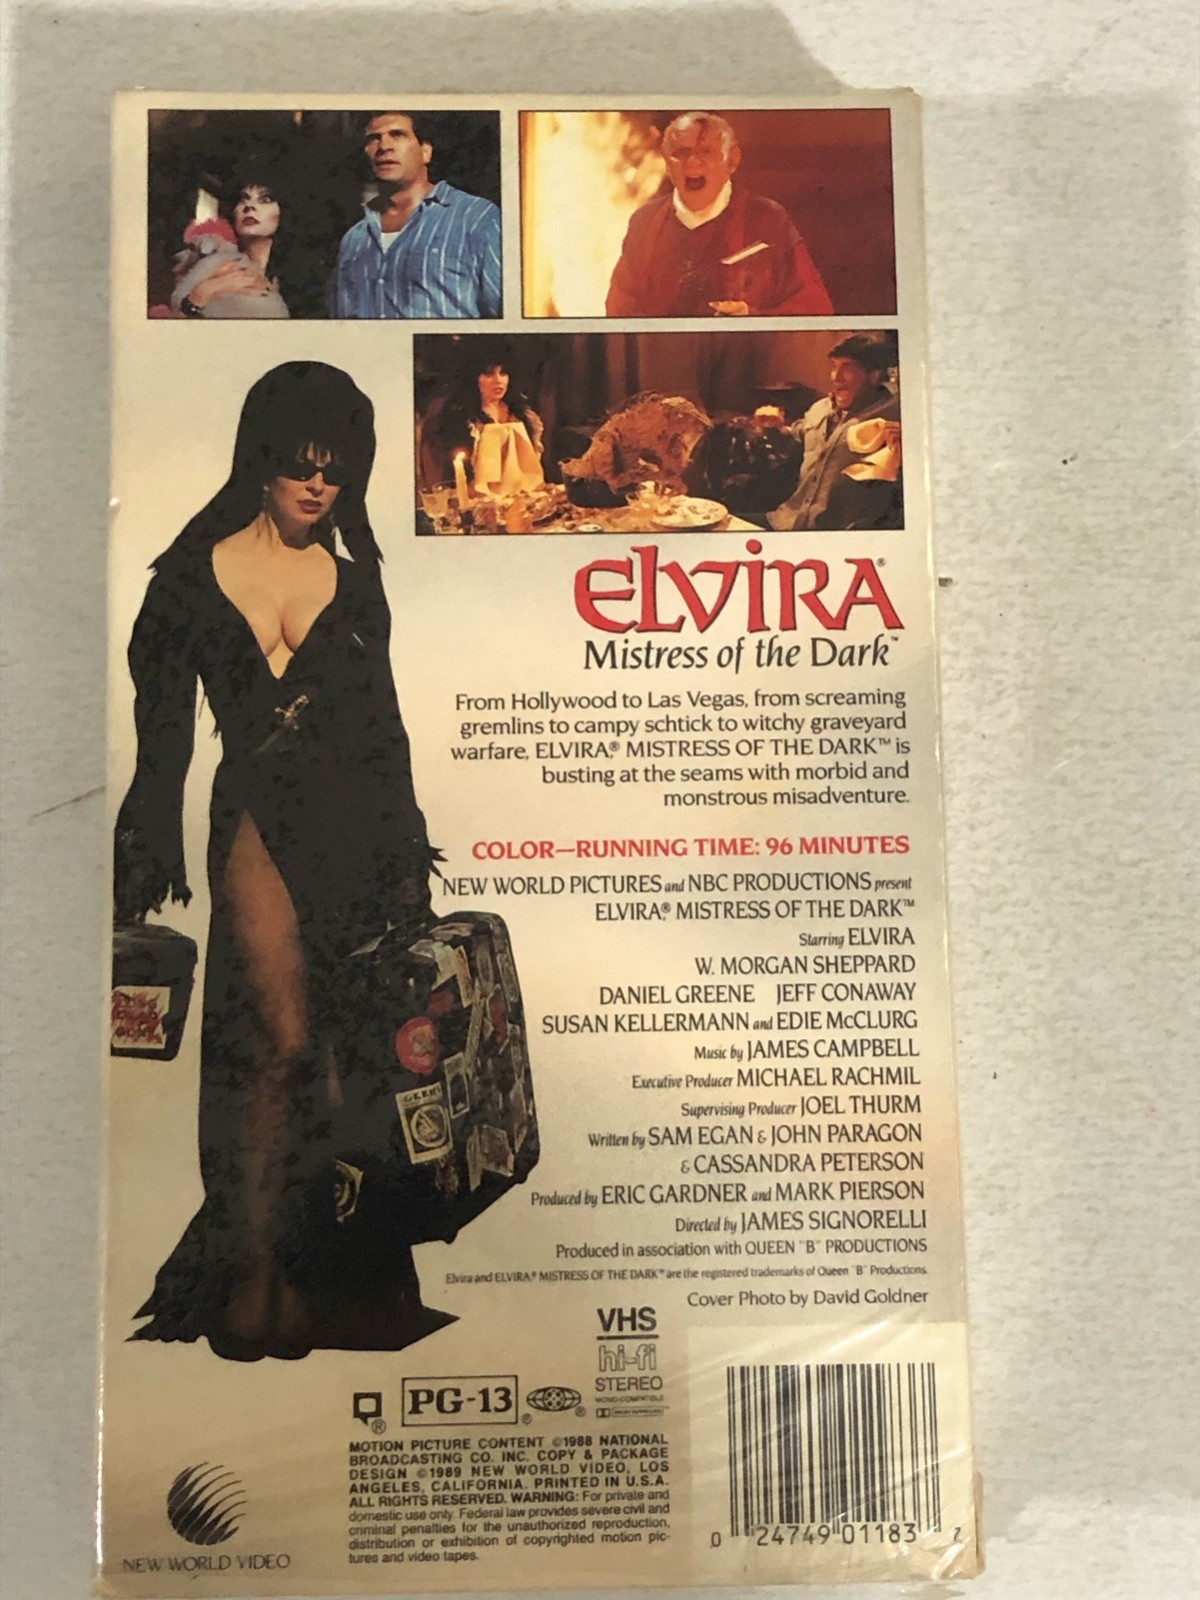 ELVIRA®
Mistress of the Dark™
From Hollywood to Las Vegas, from screaming
gremlins to campy schtick to witchy graveyard
warfare, ELVIRA,® MISTRESS OF THE DARK™ is
busting at the seams with morbid and
monstrous misadventure.
COLOR—RUNNING TIME: 96 MINUTES
NEW WORLD PICTURES and NBC PRODUCTIONS present
ELVIRA,® MISTRESS OF THE DARK™
Starring ELVIRA
W. MORGAN SHEPPARD
DANIEL GREENE JEFF CONAWAY
SUSAN KELLERMANN and EDIE McCLURG
Music by JAMES CAMPBELL
Executive Producer MICHAEL RACHMIL
Supervising Producer JOEL THURM
Written by SAM EGAN & JOHN PARAGON
& CASSANDRA PETERSON
Produced by ERIC GARDNER and MARK PIERSON
Directed by JAMES SIGNORELLI
Produced in association with QUEEN "B" PRODUCTIONS
Elvira and ELVIRA,® MISTRESS OF THE DARK™ are the registered trademarks of Queen "B" Productions.
Cover Photo by David Goldner
VHS
hi-fi
STEREO
MONO-COMPATIBLE
PG-13 ®
®
MOTION PICTURE CONTENT ©1988 NATIONAL
BROADCASTING CO. INC. COPY & PACKAGE
DESIGN ©1989 NEW WORLD VIDEO, LOS
ANGELES, CALIFORNIA. PRINTED IN U.S.A.
ALL RIGHTS RESERVED. WARNING: For private and
domestic use only. Federal law provides severe civil and
criminal penalties for the unauthorized reproduction,
distribution or exhibition of copyrighted motion pic-
tures and video tapes.
NEW WORLD VIDEO
0 24749 01183 7